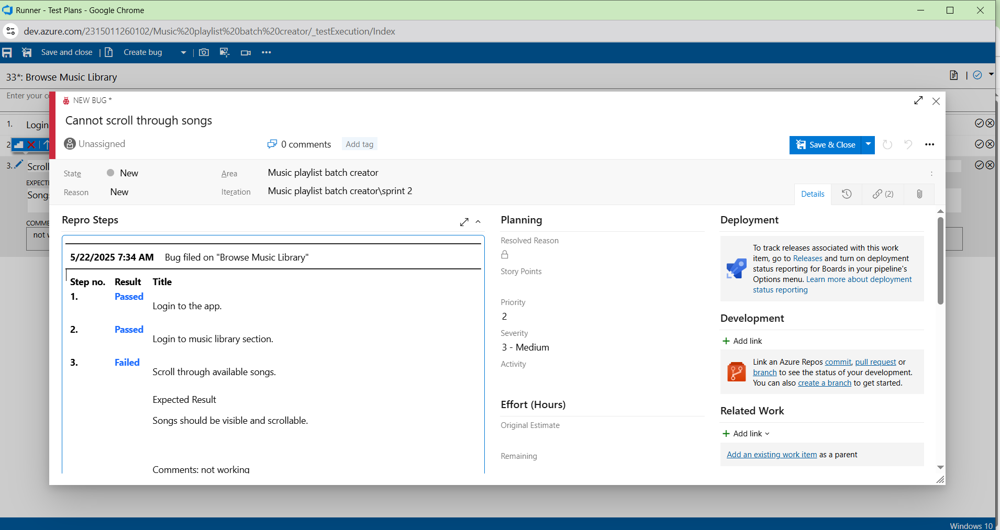 Runner - Test Plans - Google Chrome
dev.azure.com/2315011260102/Music%20playlist%20batch%20creator/_testExecution/Index
Save and close | Create bug
33*: Browse Music Library
Enter your c
NEW BUG *
Cannot scroll through songs
1. Login
2
3. Scroll
EXPECTE
Song
COMME
not w
Unassigned
0 comments
Add tag
Save & Close
State
New
Area
Music playlist batch creator
Reason
New
Iteration
Music playlist batch creator\sprint 2
Details
(2)
Repro Steps
5/22/2025 7:34 AM Bug filed on "Browse Music Library"
Step no. Result Title
1. Passed
Login to the app.
2. Passed
Login to music library section.
3. Failed
Scroll through available songs.
Expected Result
Songs should be visible and scrollable.
Comments: not working
Planning
Resolved Reason
Story Points
Priority
2
Severity
3 - Medium
Activity
Effort (Hours)
Original Estimate
Remaining
Deployment
To track releases associated with this work
item, go to Releases and turn on deployment
status reporting for Boards in your pipeline's
Options menu. Learn more about deployment
status reporting
Development
Add link
Link an Azure Repos commit, pull request or
branch to see the status of your development.
You can also create a branch to get started.
Related Work
Add link
Add an existing work item as a parent
Windows 10